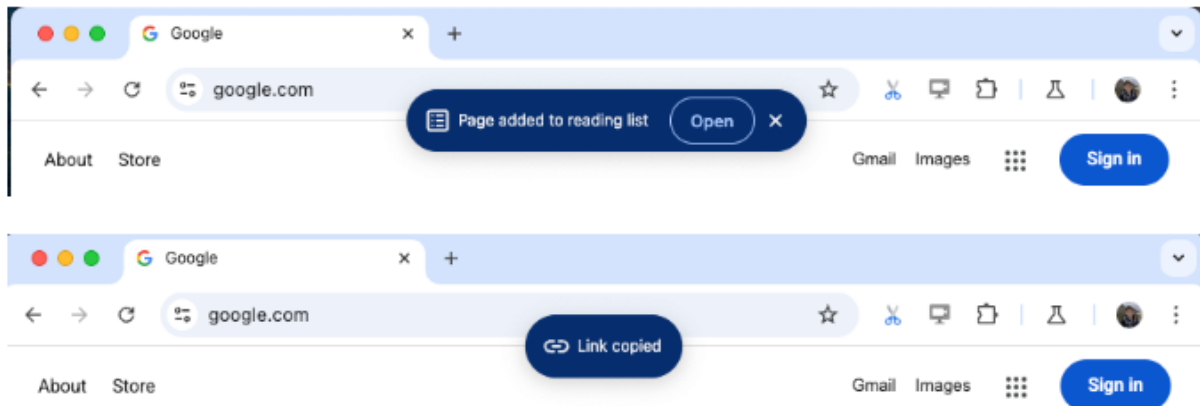 Google
google.com
Page added to reading list Open
About Store Gmail Images Sign in
Google
google.com
Link copied
About Store Gmail Images Sign in